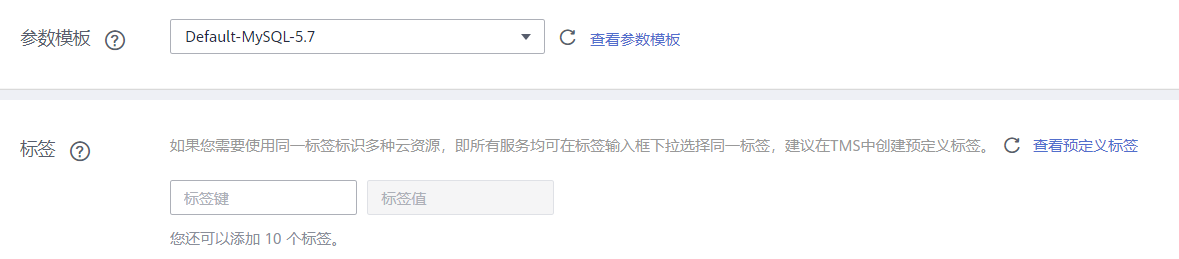 参数模板 ? Default-MySQL-5.7 查看参数模板
标签 ? 如果您需要使用同一标签标识多种云资源，即所有服务均可在标签输入框下拉选择同一标签，建议在TMS中创建预定义标签。 查看预定义标签
标签键 标签值
您还可以添加 10 个标签。